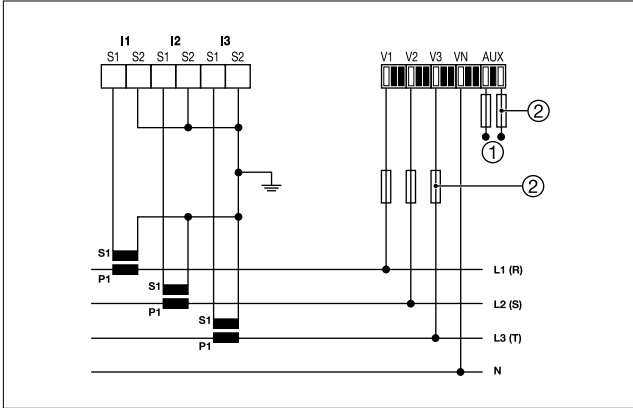 I1 I2 I3
S1 S2 S1 S2 S1 S2
V1 V2 V3 VN AUX
2
1
2
S1
P1 L1 (R)
S1
P1 L2 (S)
S1
P1 L3 (T)
N